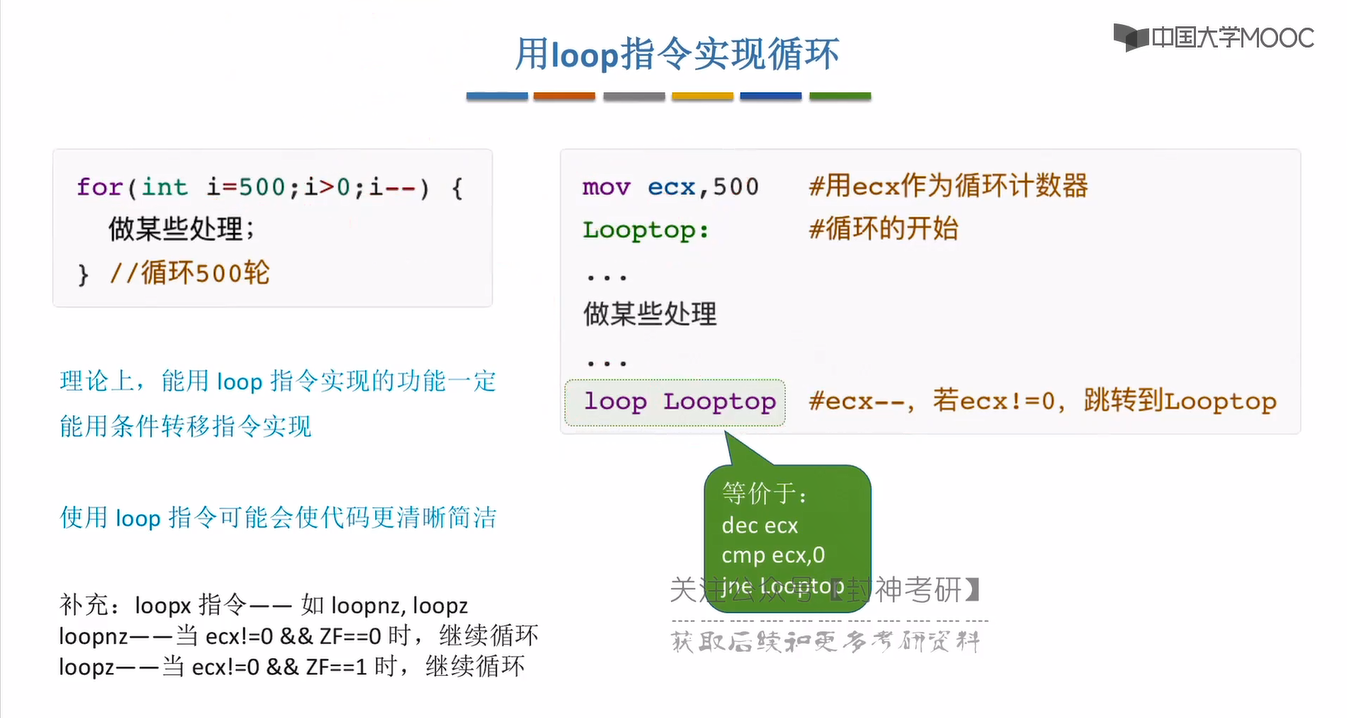 用loop指令实现循环
中国大学MOOC
for(int i=500;i>0;i--) {
做某些处理;
} //循环500轮
mov ecx,500 #用ecx作为循环计数器
Looptop: #循环的开始
...
做某些处理
...
loop Looptop #ecx--，若ecx!=0，跳转到Looptop
理论上，能用 loop 指令实现的功能一定
能用条件转移指令实现
使用 loop 指令可能会使代码更清晰简洁
等价于：
dec ecx
cmp ecx,0
jne Looptop
关注公众号【封神考研】
获取后续和更多考研资料
补充：loopx 指令—— 如 loopnz, loopz
loopnz——当 ecx!=0 && ZF==0 时，继续循环
loopz——当 ecx!=0 && ZF==1 时，继续循环